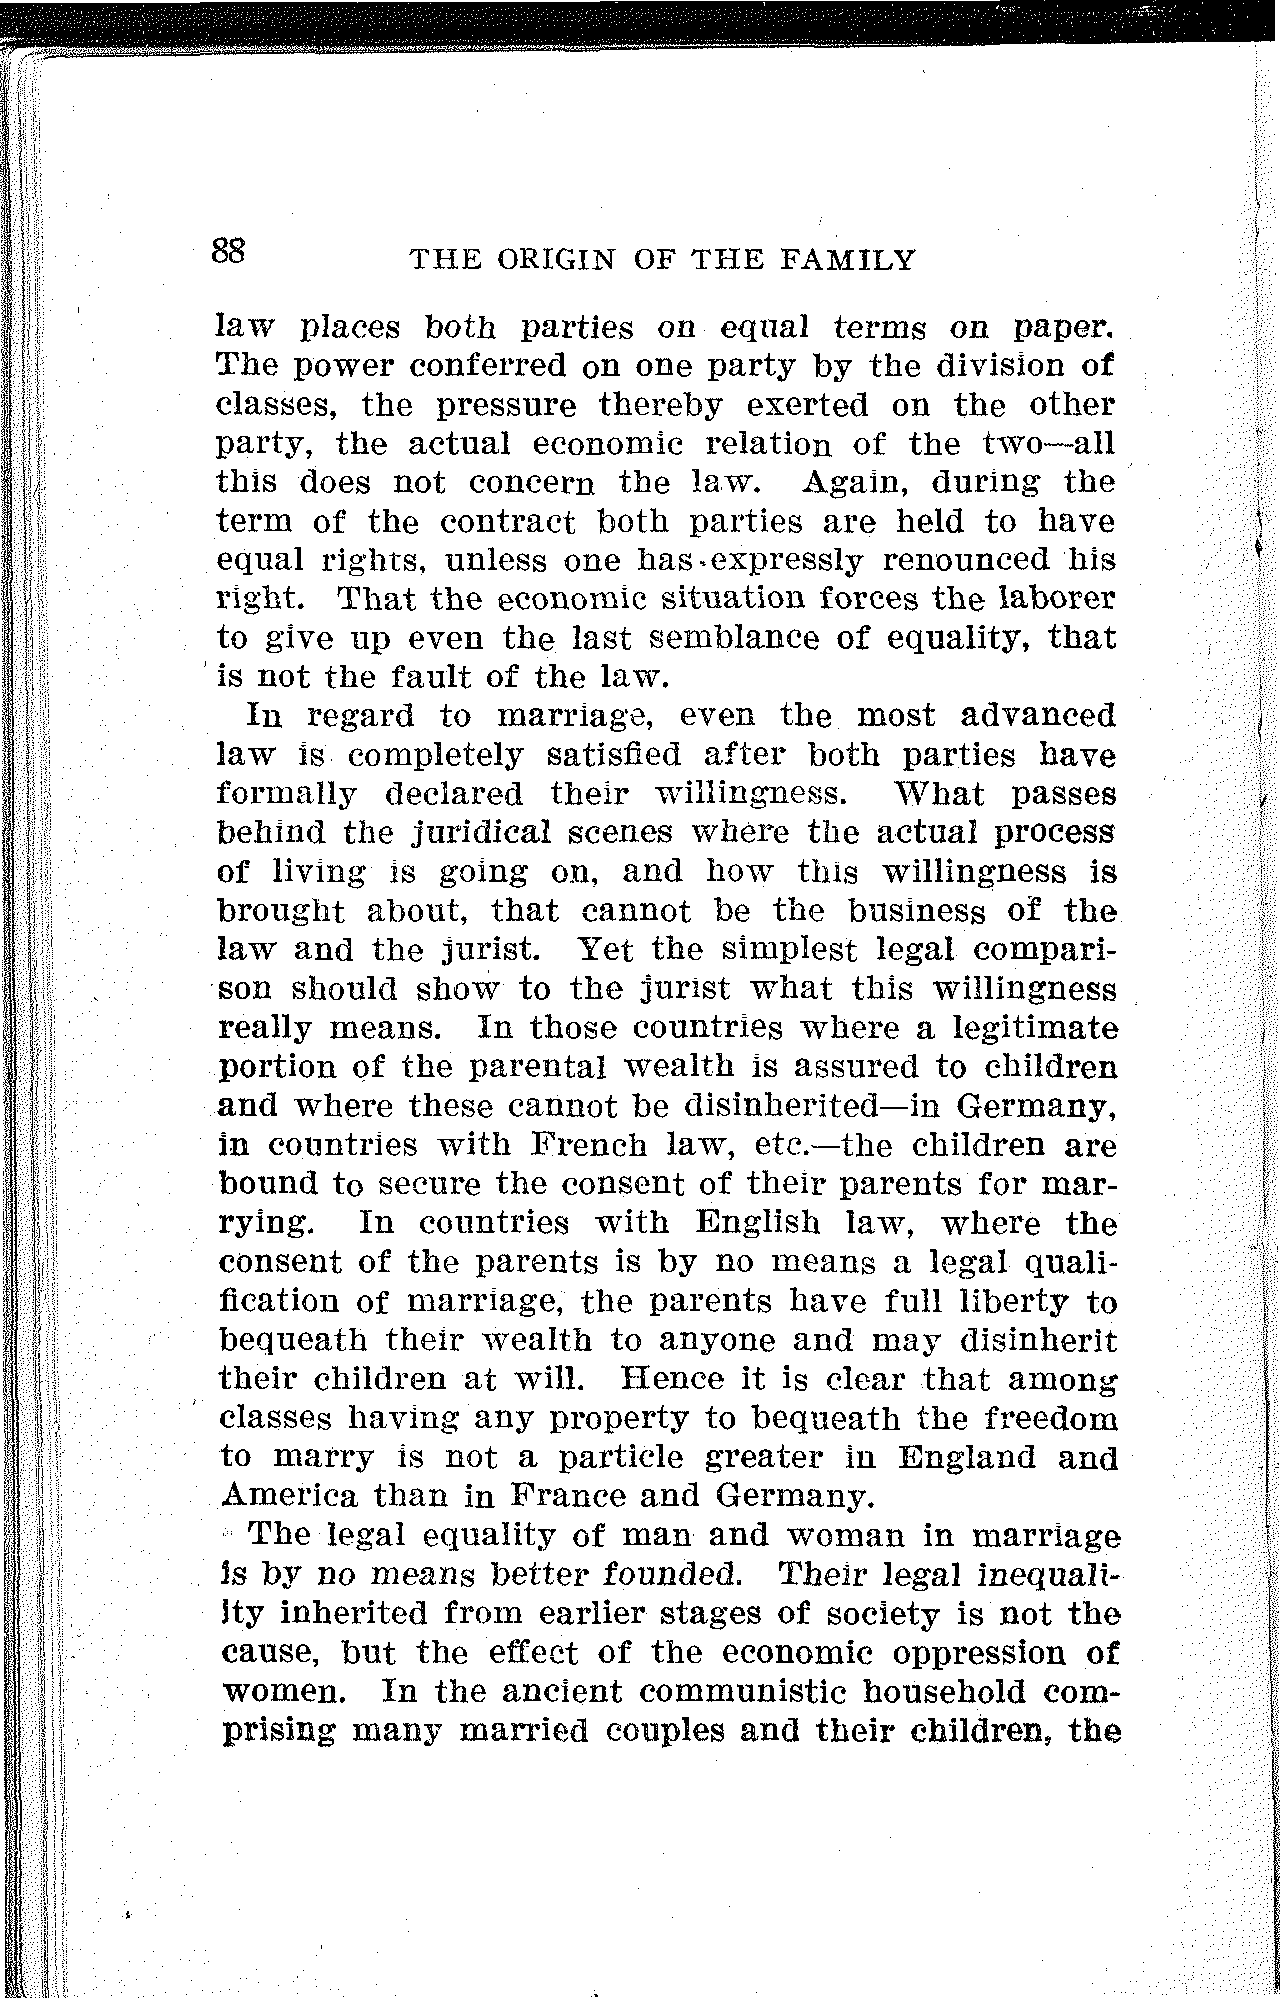 88 THE ORIGIN OF THE FAMILY
law places both parties on equal terms on paper.
The power conferred on one party by the division of
classes, the pressure thereby exerted on the other
party, the actual economic relation of the two—all
this does not concern the law. Again, during the
term of the contract both parties are held to have
equal rights, unless one has expressly renounced his
right. That the economic situation forces the laborer
to give up even the last semblance of equality, that
is not the fault of the law.
In regard to marriage, even the most advanced
law is completely satisfied after both parties have
formally declared their willingness. What passes
behind the juridical scenes where the actual process
of living is going on, and how this willingness is
brought about, that cannot be the business of the
law and the jurist. Yet the simplest legal compari-
son should show to the jurist what this willingness
really means. In those countries where a legitimate
portion of the parental wealth is assured to children
and where these cannot be disinherited—in Germany,
in countries with French law, etc.—the children are
bound to secure the consent of their parents for mar-
rying. In countries with English law, where the
consent of the parents is by no means a legal quali-
fication of marriage, the parents have full liberty to
bequeath their wealth to anyone and may disinherit
their children at will. Hence it is clear that among
classes having any property to bequeath the freedom
to marry is not a particle greater in England and
America than in France and Germany.
The legal equality of man and woman in marriage
is by no means better founded. Their legal inequali-
ity inherited from earlier stages of society is not the
cause, but the effect of the economic oppression of
women. In the ancient communistic household com-
prising many married couples and their children, the